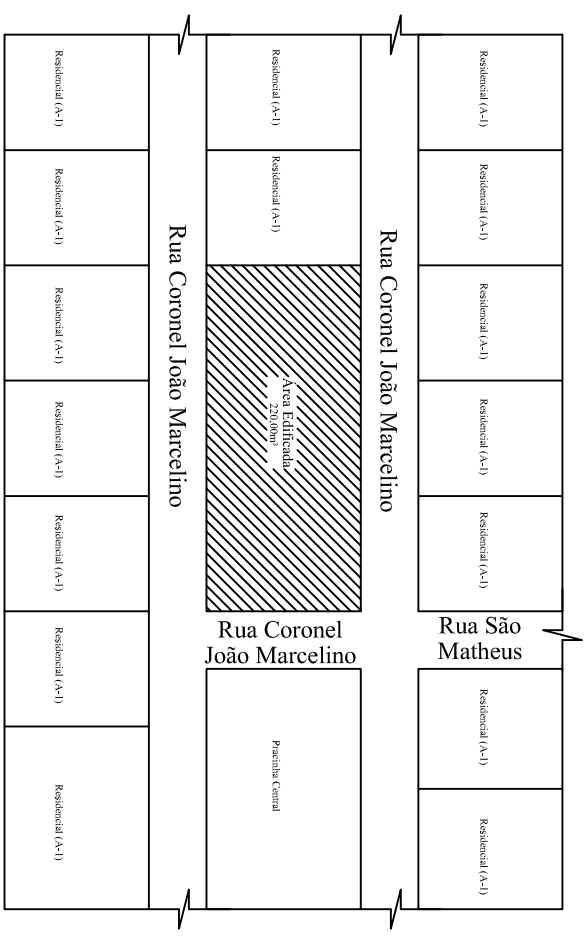 Residencial (A-1)
Residencial (A-1)
Residencial (A-1)
Residencial (A-1)
Residencial (A-1)
Residencial (A-1)
Residencial (A-1)
Rua Coronel João Marcelino
Residencial (A-1)
Residencial (A-1)
Área Edificada
220,00m²
Rua Coronel
João Marcelino
Pracinha Central
Rua Coronel João Marcelino
Residencial (A-1)
Residencial (A-1)
Residencial (A-1)
Residencial (A-1)
Residencial (A-1)
Rua São
Matheus
Residencial (A-1)
Residencial (A-1)